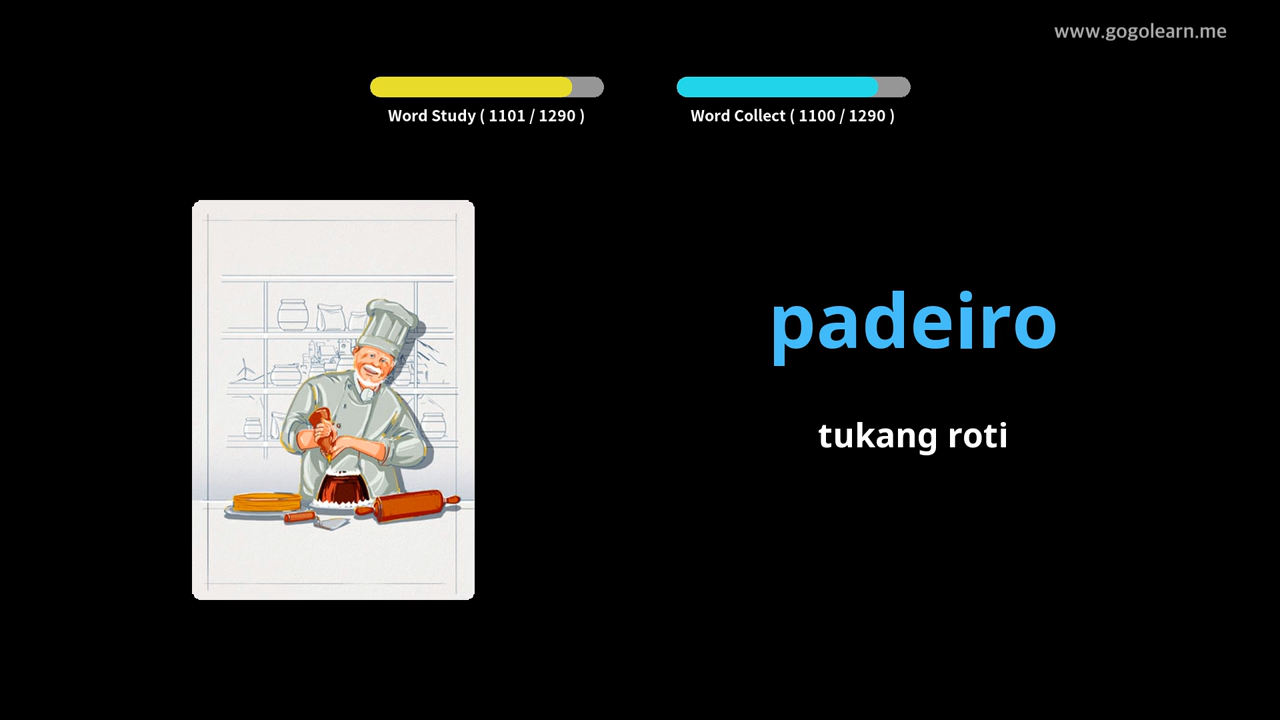 www.gogolearn.me
Word Study ( 1101 / 1290 )
Word Collect ( 1100 / 1290 )
padeiro
tukang roti